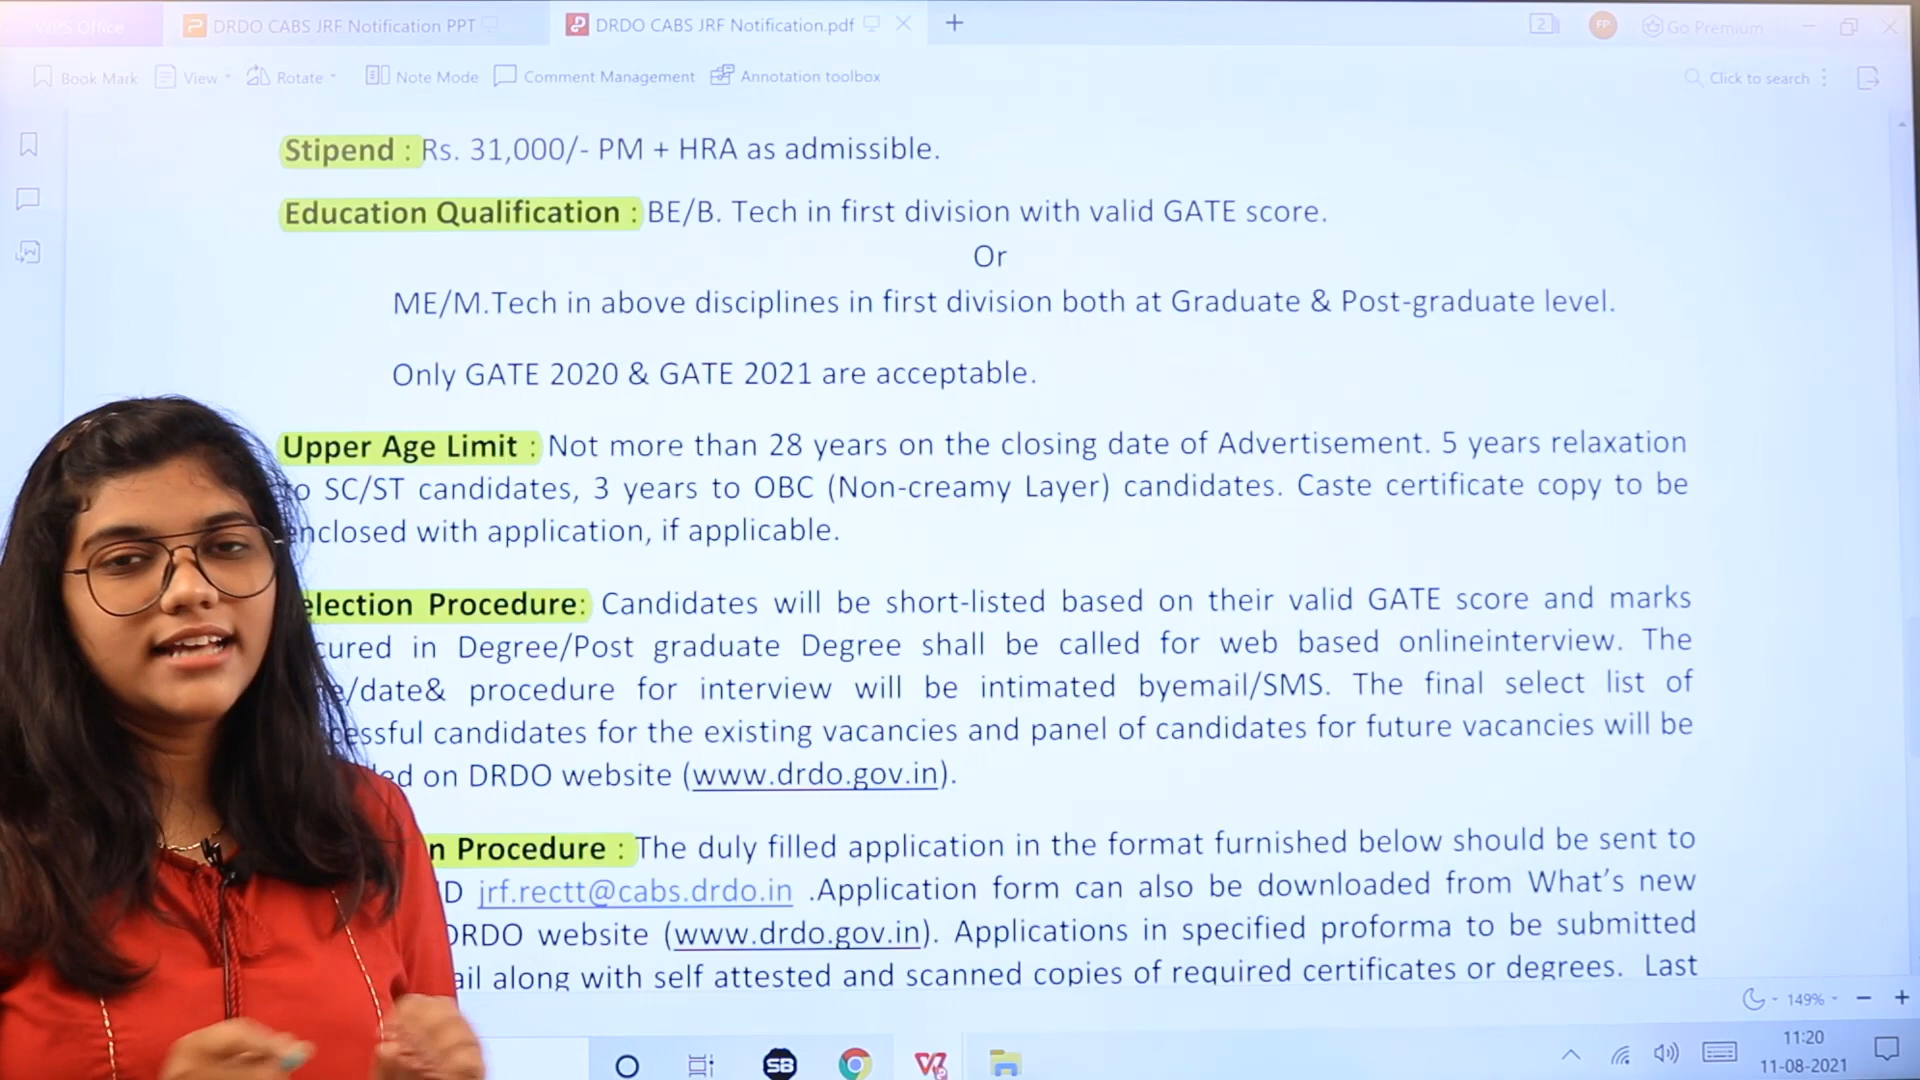 WPS Office
DRDO CABS JRF Notification PPT
DRDO CABS JRF Notification.pdf
2
FP
Go Premium
Book Mark
View
Rotate
Note Mode
Comment Management
Annotation toolbox
Click to search
Stipend : Rs. 31,000/- PM + HRA as admissible.
Education Qualification : BE/B. Tech in first division with valid GATE score.
Or
ME/M.Tech in above disciplines in first division both at Graduate & Post-graduate level.
Only GATE 2020 & GATE 2021 are acceptable.
Upper Age Limit : Not more than 28 years on the closing date of Advertisement. 5 years relaxation
o SC/ST candidates, 3 years to OBC (Non-creamy Layer) candidates. Caste certificate copy to be
enclosed with application, if applicable.
election Procedure: Candidates will be short-listed based on their valid GATE score and marks
cured in Degree/Post graduate Degree shall be called for web based onlineinterview. The
e/date& procedure for interview will be intimated byemail/SMS. The final select list of
cessful candidates for the existing vacancies and panel of candidates for future vacancies will be
ed on DRDO website (www.drdo.gov.in).
n Procedure : The duly filled application in the format furnished below should be sent to
D jrf.rectt@cabs.drdo.in .Application form can also be downloaded from What's new
DRDO website (www.drdo.gov.in). Applications in specified proforma to be submitted
ail along with self attested and scanned copies of required certificates or degrees. Last
149%
SB
11:20
11-08-2021